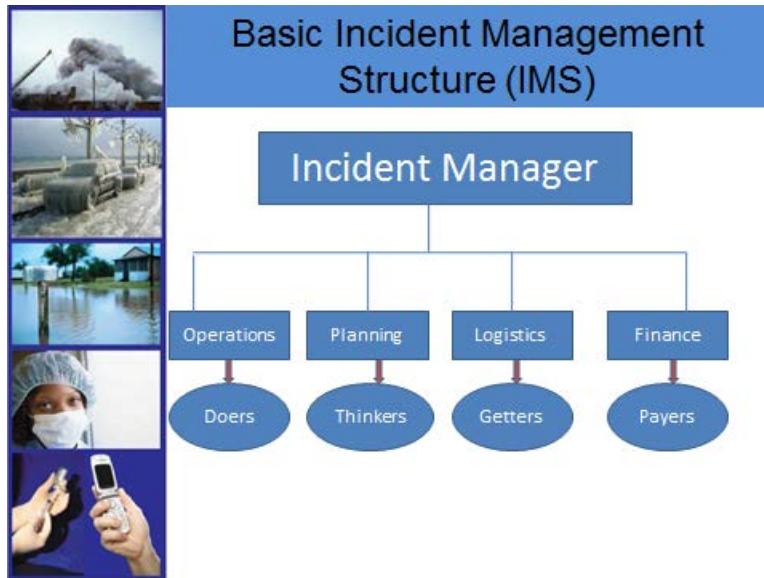 Basic Incident Management
Structure (IMS)
Incident Manager
Operations
Planning
Logistics
Finance
Doers
Thinkers
Getters
Payers